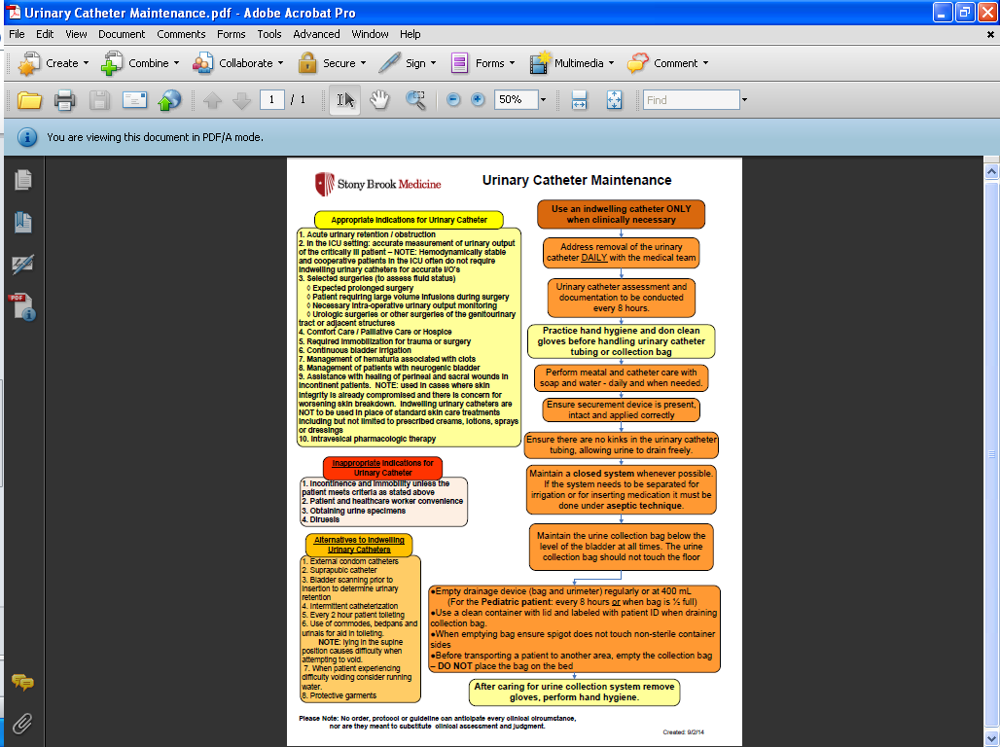 Urinary Catheter Maintenance.pdf - Adobe Acrobat Pro
File Edit View Document Comments Forms Tools Advanced Window Help
Create Combine Collaborate Secure Sign Forms Multimedia Comment
1 / 1 50% Find
You are viewing this document in PDF/A mode.
Stony Brook Medicine
Urinary Catheter Maintenance
Appropriate Indications for Urinary Catheter
1. Acute urinary retention / obstruction
2. In the ICU setting: accurate measurement of urinary output
of the critically ill patient – NOTE: Hemodynamically stable
and cooperative patients in the ICU often do not require
indwelling urinary catheters for accurate I/O's
3. Selected surgeries (to assess fluid status)
◊ Expected prolonged surgery
◊ Patient requiring large volume infusions during surgery
◊ Necessary intra-operative urinary output monitoring
◊ Urologic surgeries or other surgeries of the genitourinary
tract or adjacent structures
4. Comfort Care / Palliative Care or Hospice
5. Required immobilization for trauma or surgery
6. Continuous bladder irrigation
7. Management of hematuria associated with clots
8. Management of patients with neurogenic bladder
9. Assistance with healing of perineal and sacral wounds in
incontinent patients. NOTE: used in cases where skin
integrity is already compromised and there is concern for
worsening skin breakdown. Indwelling urinary catheters are
NOT to be used in place of standard skin care treatments
including but not limited to prescribed creams, lotions, sprays
or dressings
10. Intravesical pharmacologic therapy
Inappropriate Indications for
Urinary Catheter
1. Incontinence and immobility unless the
patient meets criteria as stated above
2. Patient and healthcare worker convenience
3. Obtaining urine specimens
4. Diruesis
Alternatives to Indwelling
Urinary Catheters
1. External condom catheters
2. Suprapubic catheter
3. Bladder scanning prior to
insertion to determine urinary
retention
4. Intermittent catheterization
5. Every 2 hour patient toileting
6. Use of commodes, bedpans and
urinals for aid in toileting.
NOTE: lying in the supine
position causes difficulty when
attempting to void.
7. When patient experiencing
difficulty voiding consider running
water.
8. Protective garments
Use an indwelling catheter ONLY
when clinically necessary
Address removal of the urinary
catheter DAILY with the medical team
Urinary catheter assessment and
documentation to be conducted
every 8 hours.
Practice hand hygiene and don clean
gloves before handling urinary catheter
tubing or collection bag
Perform meatal and catheter care with
soap and water - daily and when needed.
Ensure securement device is present,
intact and applied correctly
Ensure there are no kinks in the urinary catheter
tubing, allowing urine to drain freely.
Maintain a closed system whenever possible.
If the system needs to be separated for
irrigation or for inserting medication it must be
done under aseptic technique.
Maintain the urine collection bag below the
level of the bladder at all times. The urine
collection bag should not touch the floor
●Empty drainage device (bag and urimeter) regularly or at 400 mL
(For the Pediatric patient: every 8 hours or when bag is ½ full)
●Use a clean container with lid and labeled with patient ID when draining
collection bag.
●When emptying bag ensure spigot does not touch non-sterile container
sides
●Before transporting a patient to another area, empty the collection bag
– DO NOT place the bag on the bed
After caring for urine collection system remove
gloves, perform hand hygiene.
Please Note: No order, protocol or guideline can anticipate every clinical circumstance,
nor are they meant to substitute clinical assessment and judgment.
Created: 9/2/14